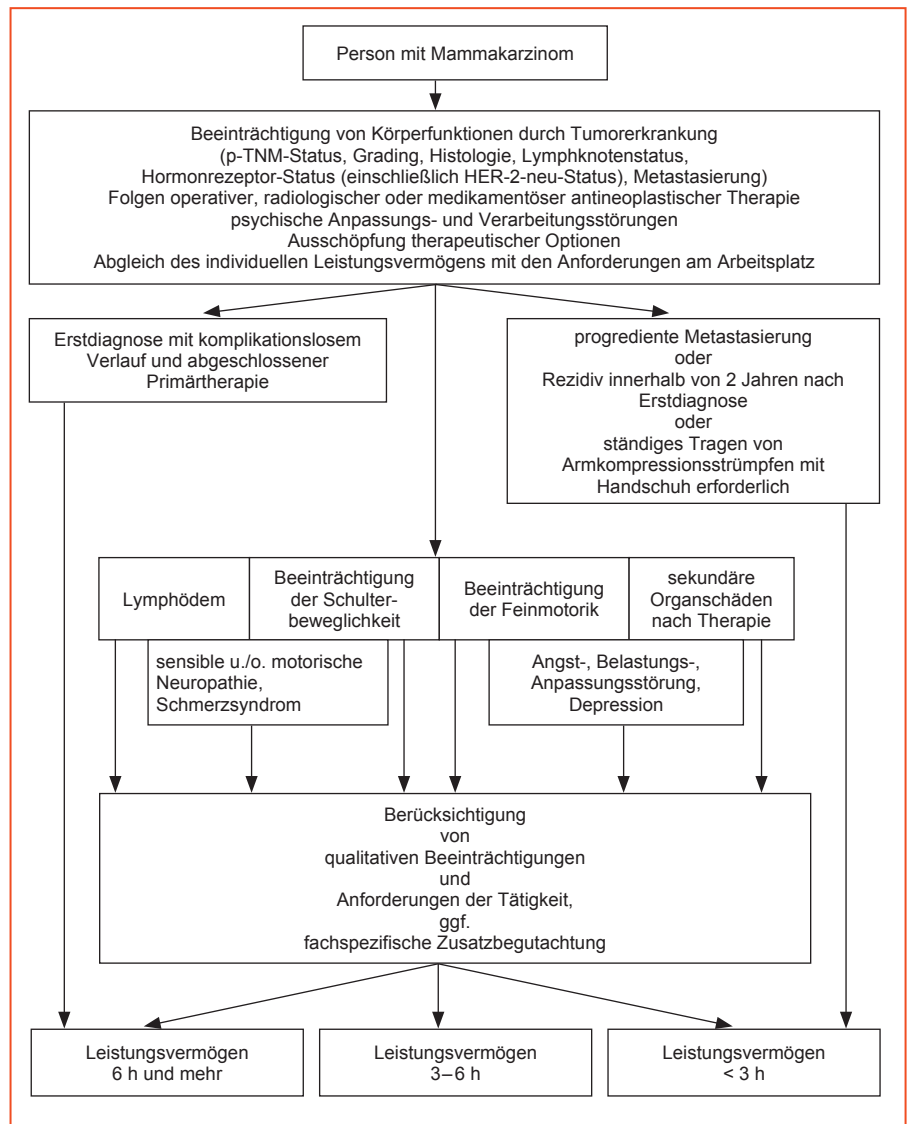 Person mit Mammakarzinom
Beeinträchtigung von Körperfunktionen durch Tumorerkrankung
(p-TNM-Status, Grading, Histologie, Lymphknotenstatus,
Hormonrezeptor-Status (einschließlich HER-2-neu-Status), Metastasierung)
Folgen operativer, radiologischer oder medikamentöser antineoplastischer Therapie
psychische Anpassungs- und Verarbeitungsstörungen
Ausschöpfung therapeutischer Optionen
Abgleich des individuellen Leistungsvermögens mit den Anforderungen am Arbeitsplatz
Erstdiagnose mit komplikationslosem
Verlauf und abgeschlossener
Primärtherapie
progrediente Metastasierung
oder
Rezidiv innerhalb von 2 Jahren nach
Erstdiagnose
oder
ständiges Tragen von
Armkompressionsstrümpfen mit
Handschuh erforderlich
Lymphödem
Beeinträchtigung
der Schulter-
beweglichkeit
Beeinträchtigung
der Feinmotorik
sekundäre
Organschäden
nach Therapie
sensible u./o. motorische
Neuropathie,
Schmerzsyndrom
Angst-, Belastungs-,
Anpassungsstörung,
Depression
Berücksichtigung
von
qualitativen Beeinträchtigungen
und
Anforderungen der Tätigkeit,
ggf.
fachspezifische Zusatzbegutachtung
Leistungsvermögen
6 h und mehr
Leistungsvermögen
3–6 h
Leistungsvermögen
< 3 h